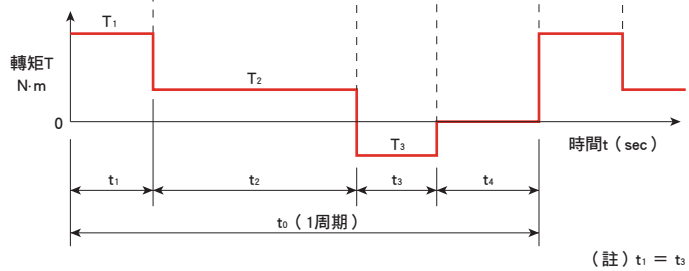 T₁
轉矩T
N·m
T₂
0
T₃
時間t（sec）
t₁
t₂
t₃
t₄
t₀（1周期）
（註）t₁ ＝ t₃